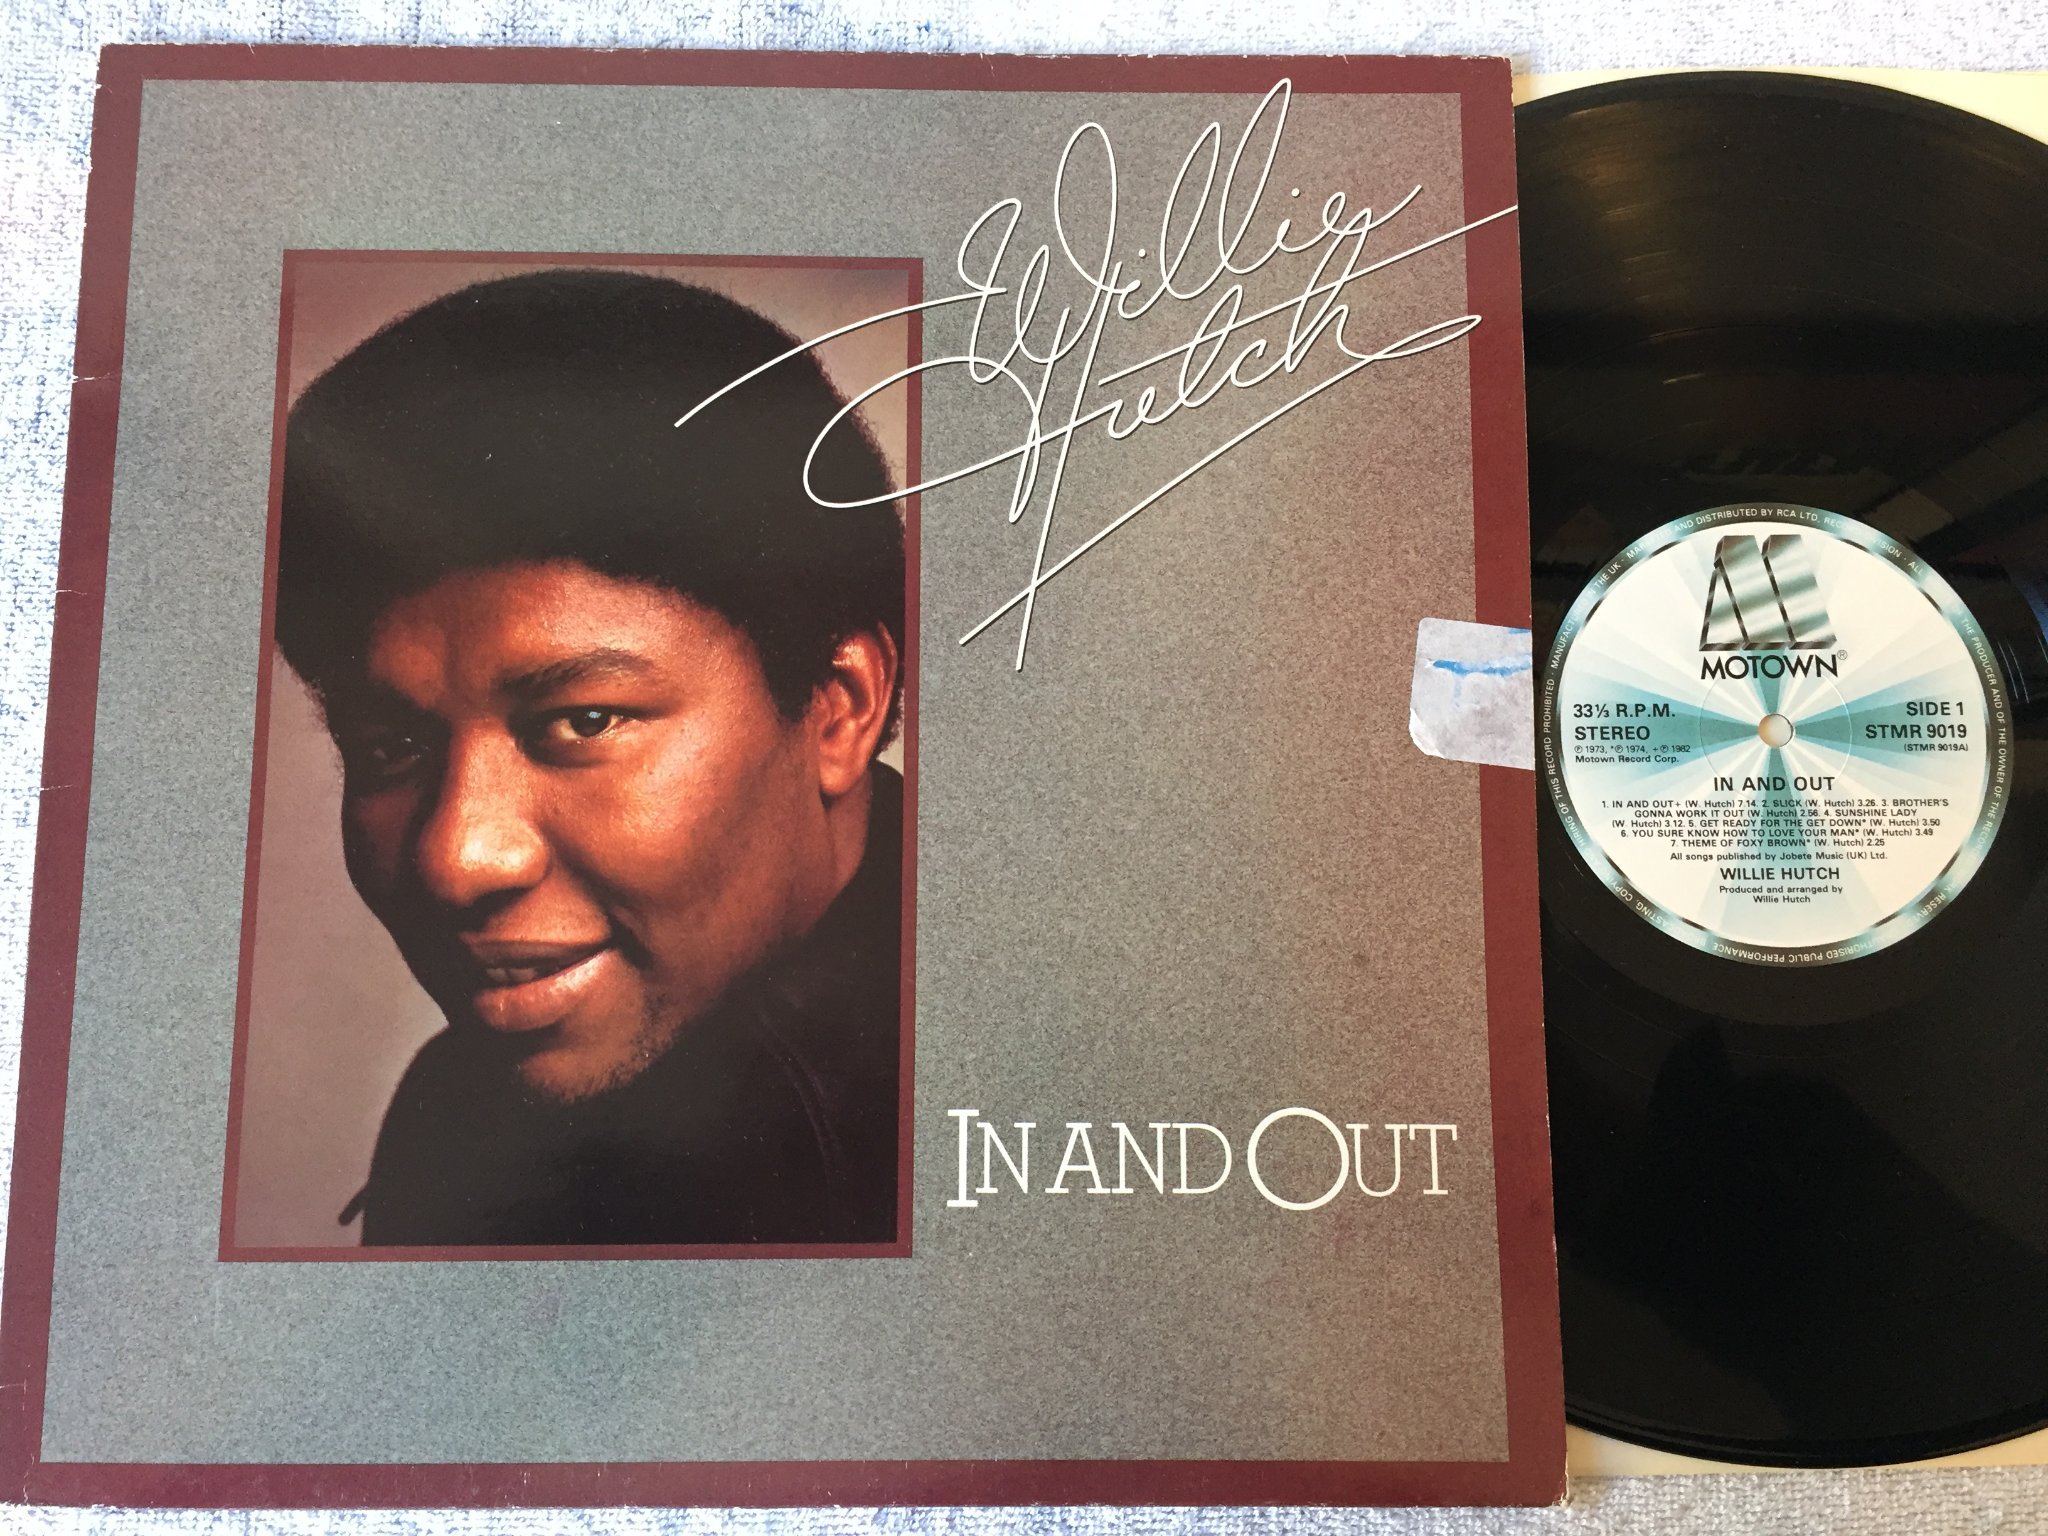 Willie
Hutch
IN AND OUT
MOTOWN®
33⅓ R.P.M.
STEREO
℗ 1973, *℗ 1974, +℗ 1982
Motown Record Corp.
SIDE 1
STMR 9019
(STMR 9019A)
IN AND OUT
1. IN AND OUT+ (W. Hutch) 7.14. 2. SLICK (W. Hutch) 3.26. 3. BROTHER'S
GONNA WORK IT OUT (W. Hutch) 2.56. 4. SUNSHINE LADY
(W. Hutch) 3.12. 5. GET READY FOR THE GET DOWN* (W. Hutch) 3.50
6. YOU SURE KNOW HOW TO LOVE YOUR MAN* (W. Hutch) 3.49
7. THEME OF FOXY BROWN* (W. Hutch) 2.25
All songs published by Jobete Music (UK) Ltd.
WILLIE HUTCH
Produced and arranged by
Willie Hutch
THE UK · AND DISTRIBUTED BY RCA LTD, · ALL
THE PRODUCER AND OF THE OWNER OF THE
AUTHORISED PUBLIC PERFORMANCE
OF THIS RECORD PROHIBITED ·